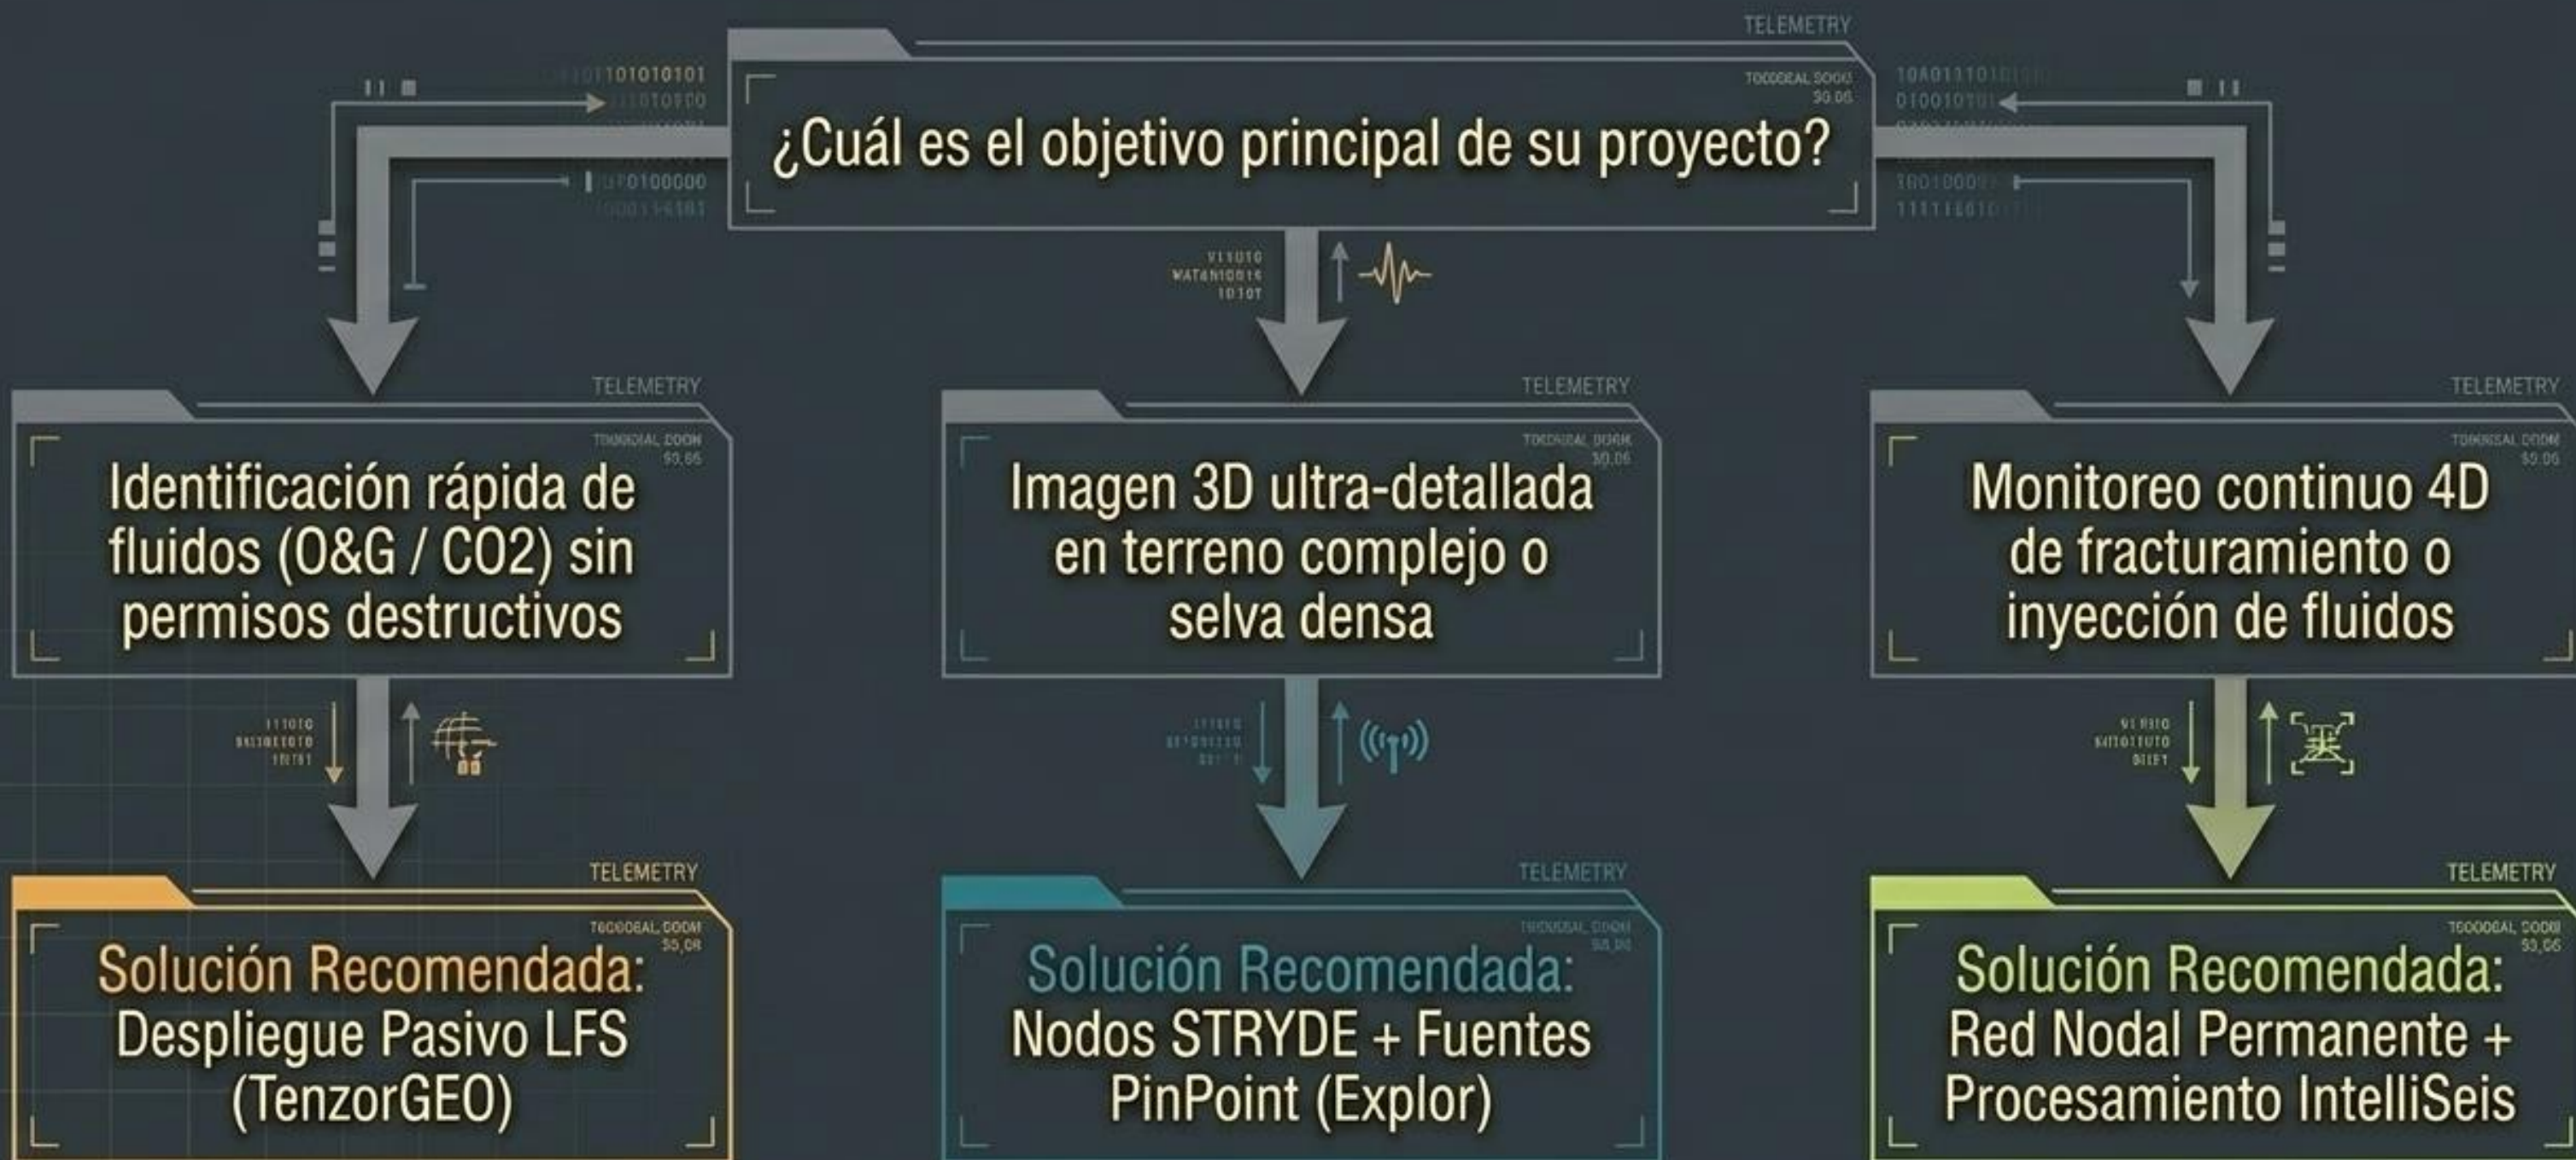 TELEMETRY
¿Cuál es el objetivo principal de su proyecto?
TELEMETRY
Identificación rápida de
fluidos (O&G / CO2) sin
permisos destructivos
TELEMETRY
Imagen 3D ultra-detallada
en terreno complejo o
selva densa
TELEMETRY
Monitoreo continuo 4D
de fracturamiento o
inyección de fluidos
TELEMETRY
Solución Recomendada:
Despliegue Pasivo LFS
(TenzorGEO)
TELEMETRY
Solución Recomendada:
Nodos STRYDE + Fuentes
PinPoint (Explor)
TELEMETRY
Solución Recomendada:
Red Nodal Permanente +
Procesamiento IntelliSeis